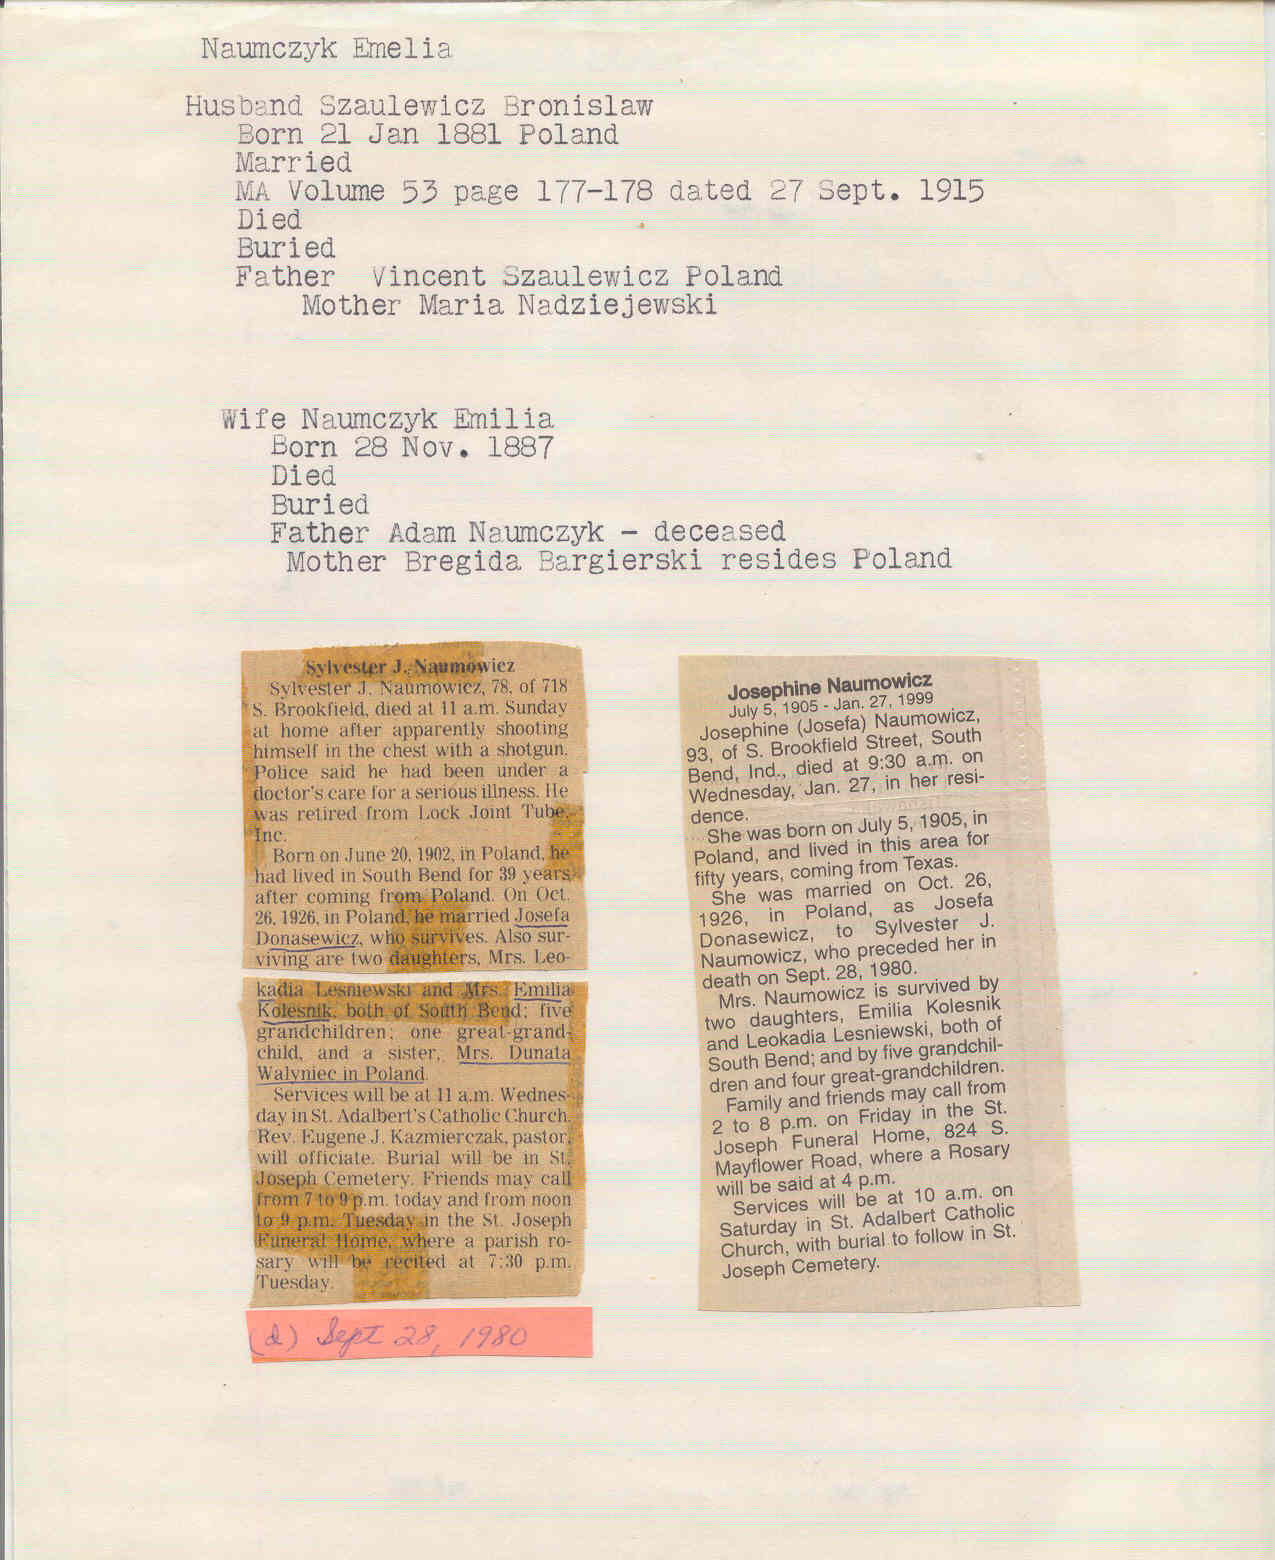 Naumczyk Emelia
Husband Szaulewicz Bronislaw
Born 21 Jan 1881 Poland
Married
MA Volume 53 page 177-178 dated 27 Sept. 1915
Died
Buried
Father Vincent Szaulewicz Poland
Mother Maria Nadziejewski
Wife Naumczyk Emilia
Born 28 Nov. 1887
Died
Buried
Father Adam Naumczyk - deceased
Mother Bregida Bargierski resides Poland
Sylvester J. Naumowicz
Sylvester J. Naumowicz, 78, of 718
S. Brookfield, died at 11 a.m. Sunday
at home after apparently shooting
himself in the chest with a shotgun.
Police said he had been under a
doctor's care for a serious illness. He
was retired from Lock Joint Tube,
Inc.
Born on June 20, 1902, in Poland, he
had lived in South Bend for 39 years
after coming from Poland. On Oct.
26, 1926, in Poland, he married Josefa
Donasewicz, who survives. Also sur-
viving are two daughters, Mrs. Leo-
kadia Lesniewski and Mrs. Emilia
Kolesnik, both of South Bend; five
grandchildren; one great-grand-
child, and a sister, Mrs. Dunata
Walyniec in Poland.
Services will be at 11 a.m. Wednes-
day in St. Adalbert's Catholic Church.
Rev. Eugene J. Kazmierczak, pastor,
will officiate. Burial will be in St.
Joseph Cemetery. Friends may call
from 7 to 9 p.m. today and from noon
to 9 p.m. Tuesday in the St. Joseph
Funeral Home, where a parish ro-
sary will be recited at 7:30 p.m.
Tuesday.
(d) Sept 28, 1980
Josephine Naumowicz
July 5, 1905 - Jan. 27, 1999
Josephine (Josefa) Naumowicz,
93, of S. Brookfield Street, South
Bend, Ind., died at 9:30 a.m. on
Wednesday, Jan. 27, in her resi-
dence.
She was born on July 5, 1905, in
Poland, and lived in this area for
fifty years, coming from Texas.
She was married on Oct. 26,
1926, in Poland, as Josefa
Donasewicz, to Sylvester J.
Naumowicz, who preceded her in
death on Sept. 28, 1980.
Mrs. Naumowicz is survived by
two daughters, Emilia Kolesnik
and Leokadia Lesniewski, both of
South Bend; and by five grandchil-
dren and four great-grandchildren.
Family and friends may call from
2 to 8 p.m. on Friday in the St.
Joseph Funeral Home, 824 S.
Mayflower Road, where a Rosary
will be said at 4 p.m.
Services will be at 10 a.m. on
Saturday in St. Adalbert Catholic
Church, with burial to follow in St.
Joseph Cemetery.